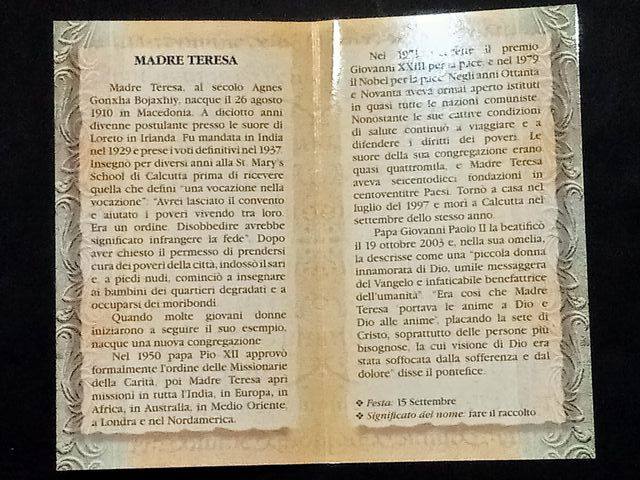 MADRE TERESA
Madre Teresa, al secolo Agnes
Gonxha Bojaxhiy, nacque il 26 agosto
1910 in Macedonia. A diciotto anni
divenne postulante presso le suore di
Loreto in Irlanda. Fu mandata in India
nel 1929 e prese i voti definitivi nel 1937.
Insegnò per diversi anni alla St. Mary's
School di Calcutta prima di ricevere
quella che definì "una vocazione nella
vocazione": "Avrei lasciato il convento
e aiutato i poveri vivendo tra loro.
Era un ordine. Disobbedire avrebbe
significato infrangere la fede". Dopo
aver chiesto il permesso di prendersi
cura dei poveri della città, indossò il sari
e, a piedi nudi, cominciò a insegnare
ai bambini dei quartieri degradati e a
occuparsi dei moribondi.
Quando molte giovani donne
iniziarono a seguire il suo esempio,
nacque una nuova congregazione.
Nel 1950 papa Pio XII approvò
formalmente l'ordine delle Missionarie
della Carità, poi Madre Teresa aprì
missioni in tutta l'India, in Europa, in
Africa, in Australia, in Medio Oriente,
a Londra e nel Nordamerica.
Nel 1971 il premio
Giovanni XXIII per la pace, e nel 1979
il Nobel per la pace. Negli anni Ottanta
e Novanta aveva ormai aperto istituti
in quasi tutte le nazioni comuniste.
Nonostante le sue cattive condizioni
di salute continuò a viaggiare e a
difendere i diritti dei poveri. Le
suore della sua congregazione erano
quasi quattromila, e Madre Teresa
aveva seicentodieci fondazioni in
centoventitre Paesi. Tornò a casa nel
luglio del 1997 e morì a Calcutta nel
settembre dello stesso anno.
Papa Giovanni Paolo II la beatificò
il 19 ottobre 2003 e, nella sua omelia,
la descrisse come una "piccola donna
innamorata di Dio, umile messaggera
del Vangelo e infaticabile benefattrice
dell'umanità". "Era così che Madre
Teresa portava le anime a Dio e
Dio alle anime", placando la sete di
Cristo, soprattutto delle persone più
bisognose, la cui visione di Dio era
stata soffocata dalla sofferenza e dal
dolore" disse il pontefice.
❖ Festa: 15 Settembre
❖ Significato del nome: fare il raccolto